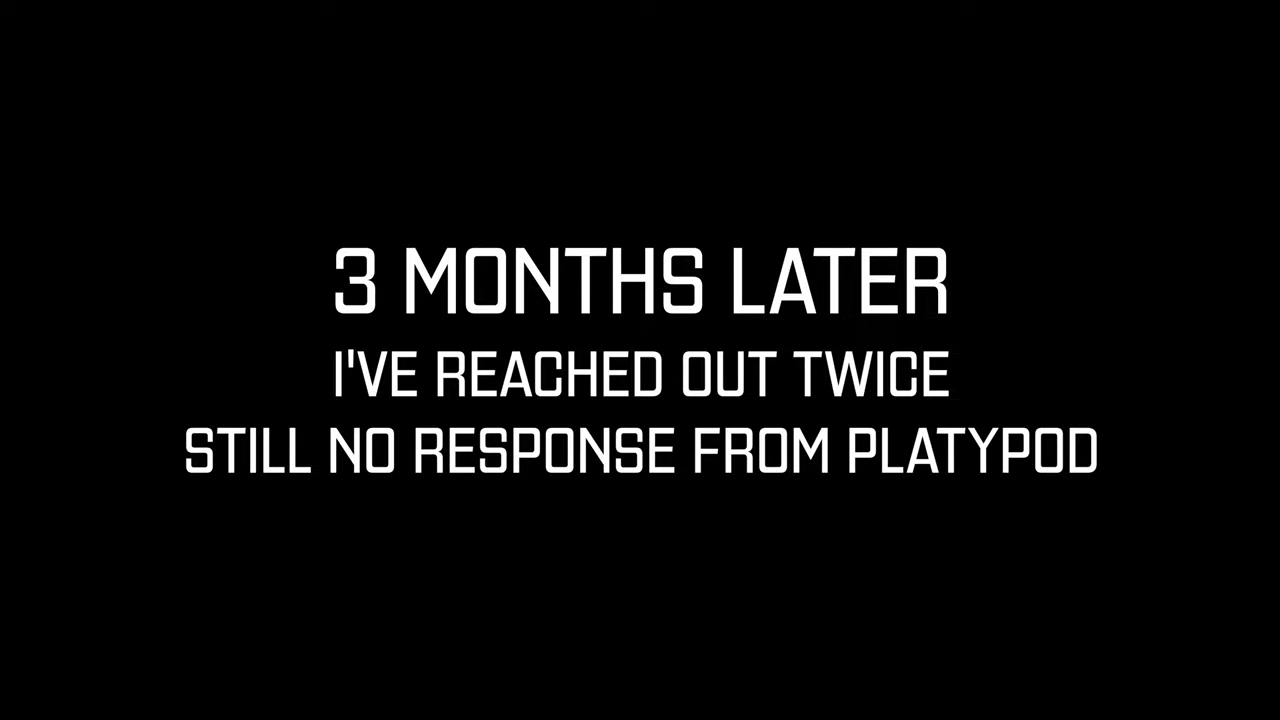 3 MONTHS LATER
I'VE REACHED OUT TWICE
STILL NO RESPONSE FROM PLATYPOD